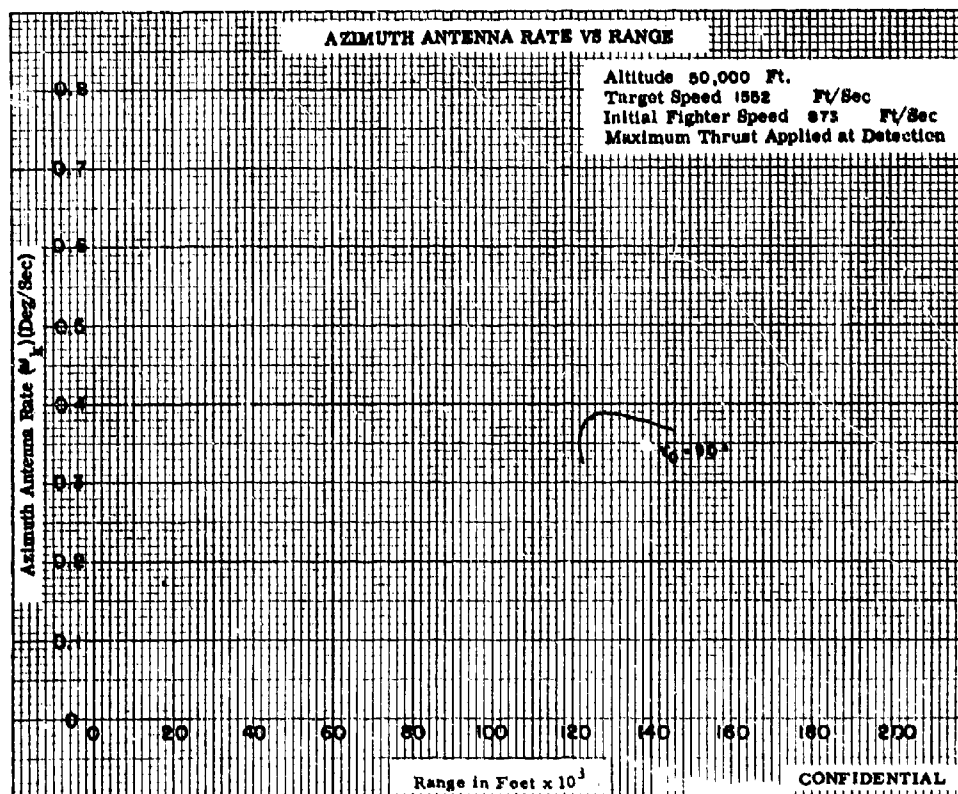 AZIMUTH ANTENNA RATE VS RANGE
Altitude 50,000 Ft.
Target Speed 1552 Ft/Sec
Initial Fighter Speed 973 Ft/Sec
Maximum Thrust Applied at Detection
Azimuth Antenna Rate (Deg/Sec)
0.8
0.7
0.6
0.5
0.4
0.3
0.2
0.1
0
0 20 40 60 80 100 120 140 160 180 200
Range in Feet x 10³
CONFIDENTIAL